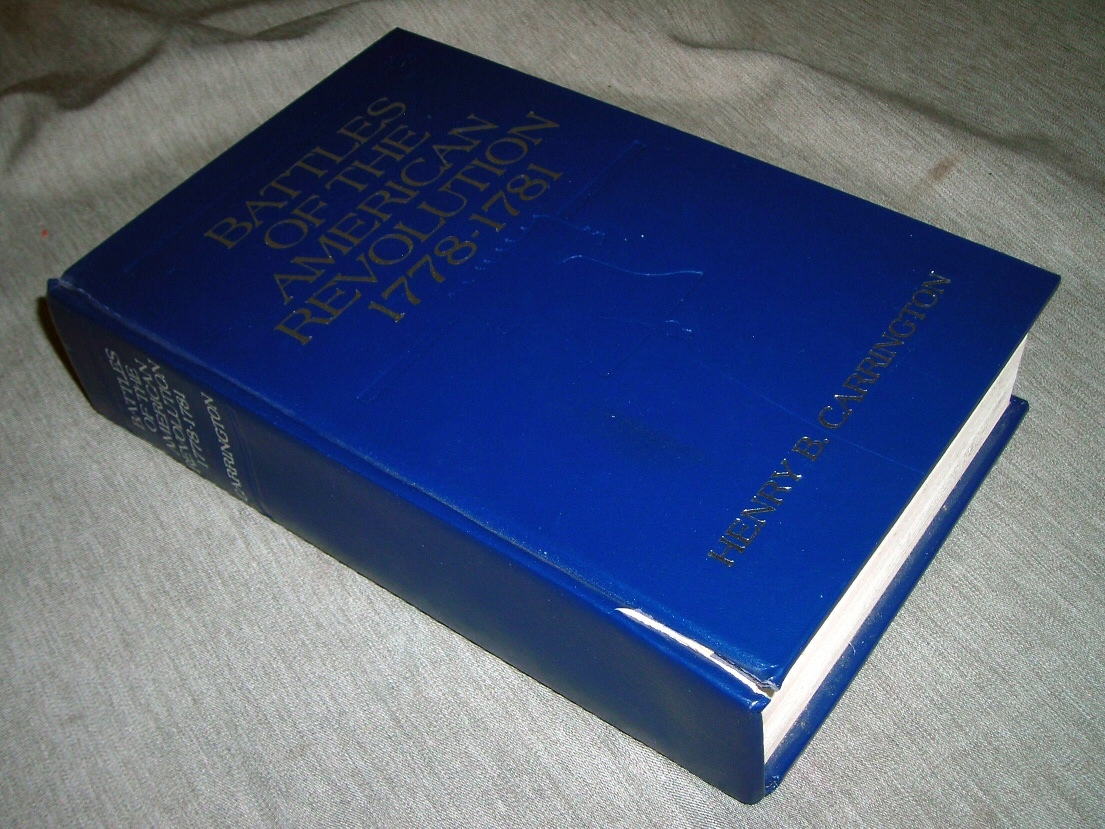 BATTLES
OF THE
AMERICAN
REVOLUTION
1778-1781
HENRY B. CARRINGTON
BATTLES
OF THE
AMERICAN
REVOLUTION
1778-1781
CARRINGTON